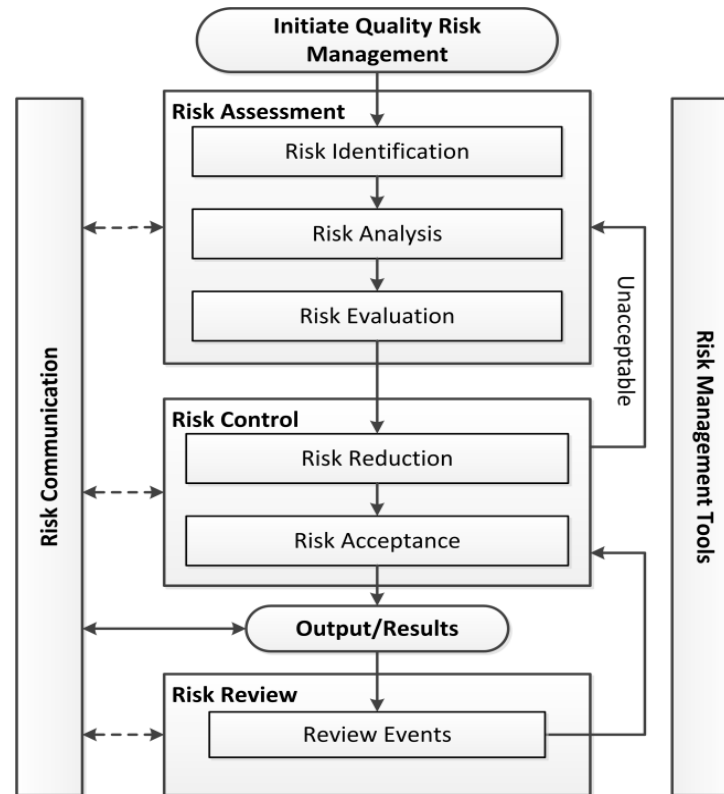 Initiate Quality Risk
Management
Risk Assessment
Risk Identification
Risk Analysis
Risk Evaluation
Unacceptable
Risk Control
Risk Reduction
Risk Acceptance
Output/Results
Risk Review
Review Events
Risk Communication
Risk Management Tools